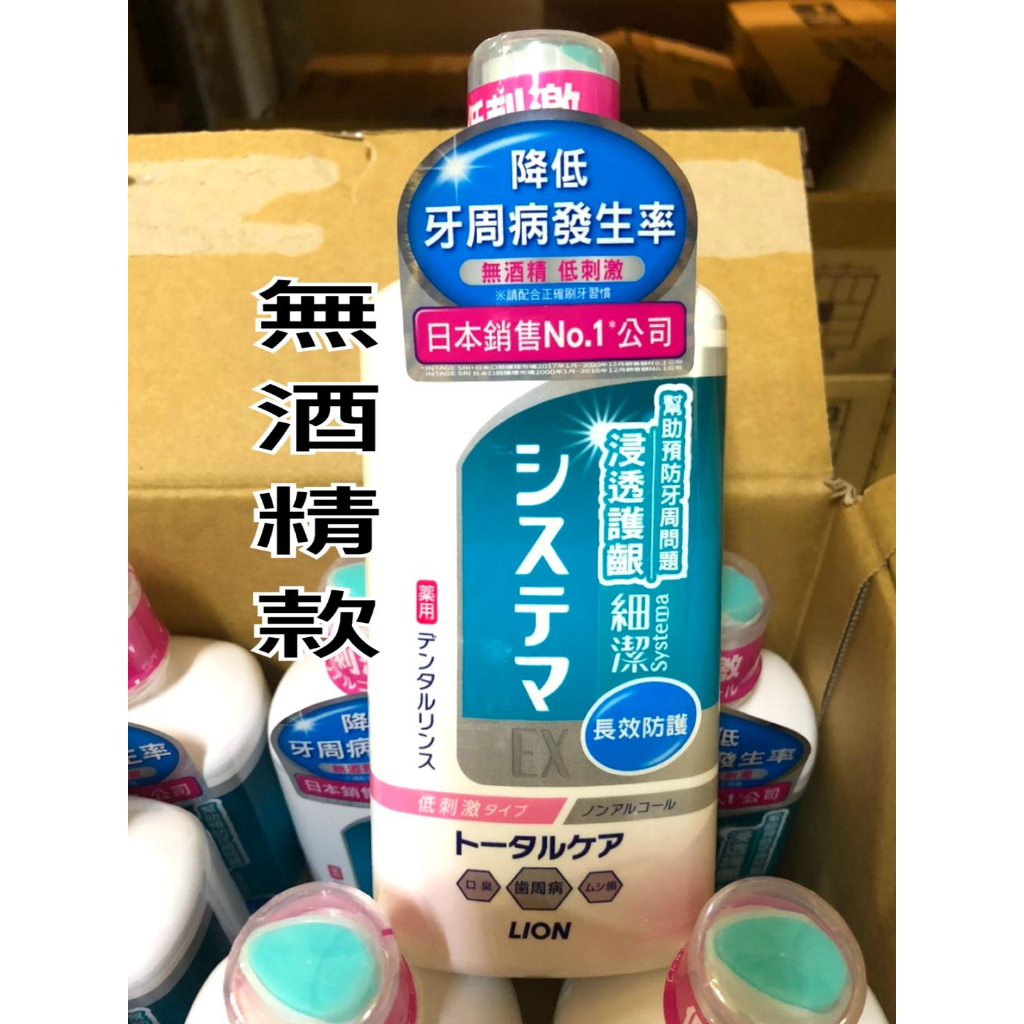 低刺激
降低
牙周病發生率
無酒精 低刺激
※請配合正確刷牙習慣
日本銷售No.1*公司
無酒精款
幫助預防牙周問題
浸透護齦
細潔
Systema
システマ
EX
長效防護
薬用
デンタルリンス
低刺激タイプ
ノンアルコール
トータルケア
口臭
歯周病
ムシ歯
LION
降
牙周病
無酒精
日本銷售
低
發生率
.1*公司
生率
公司